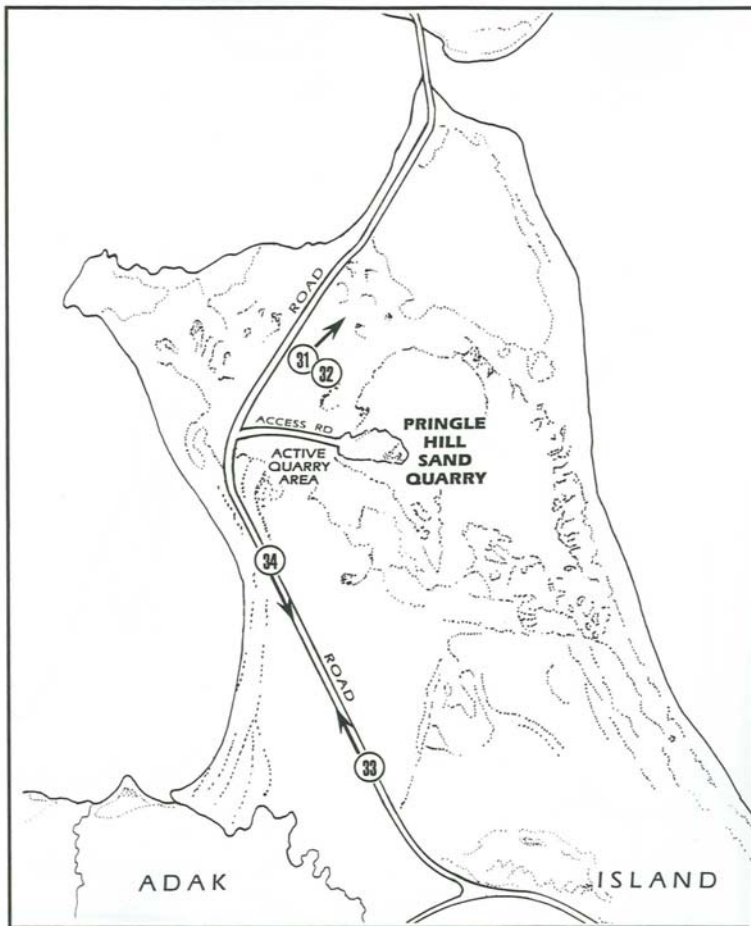 ROAD
31
32
ACCESS RD
PRINGLE
HILL
SAND
QUARRY
ACTIVE
QUARRY
AREA
34
ROAD
33
ADAK
ISLAND